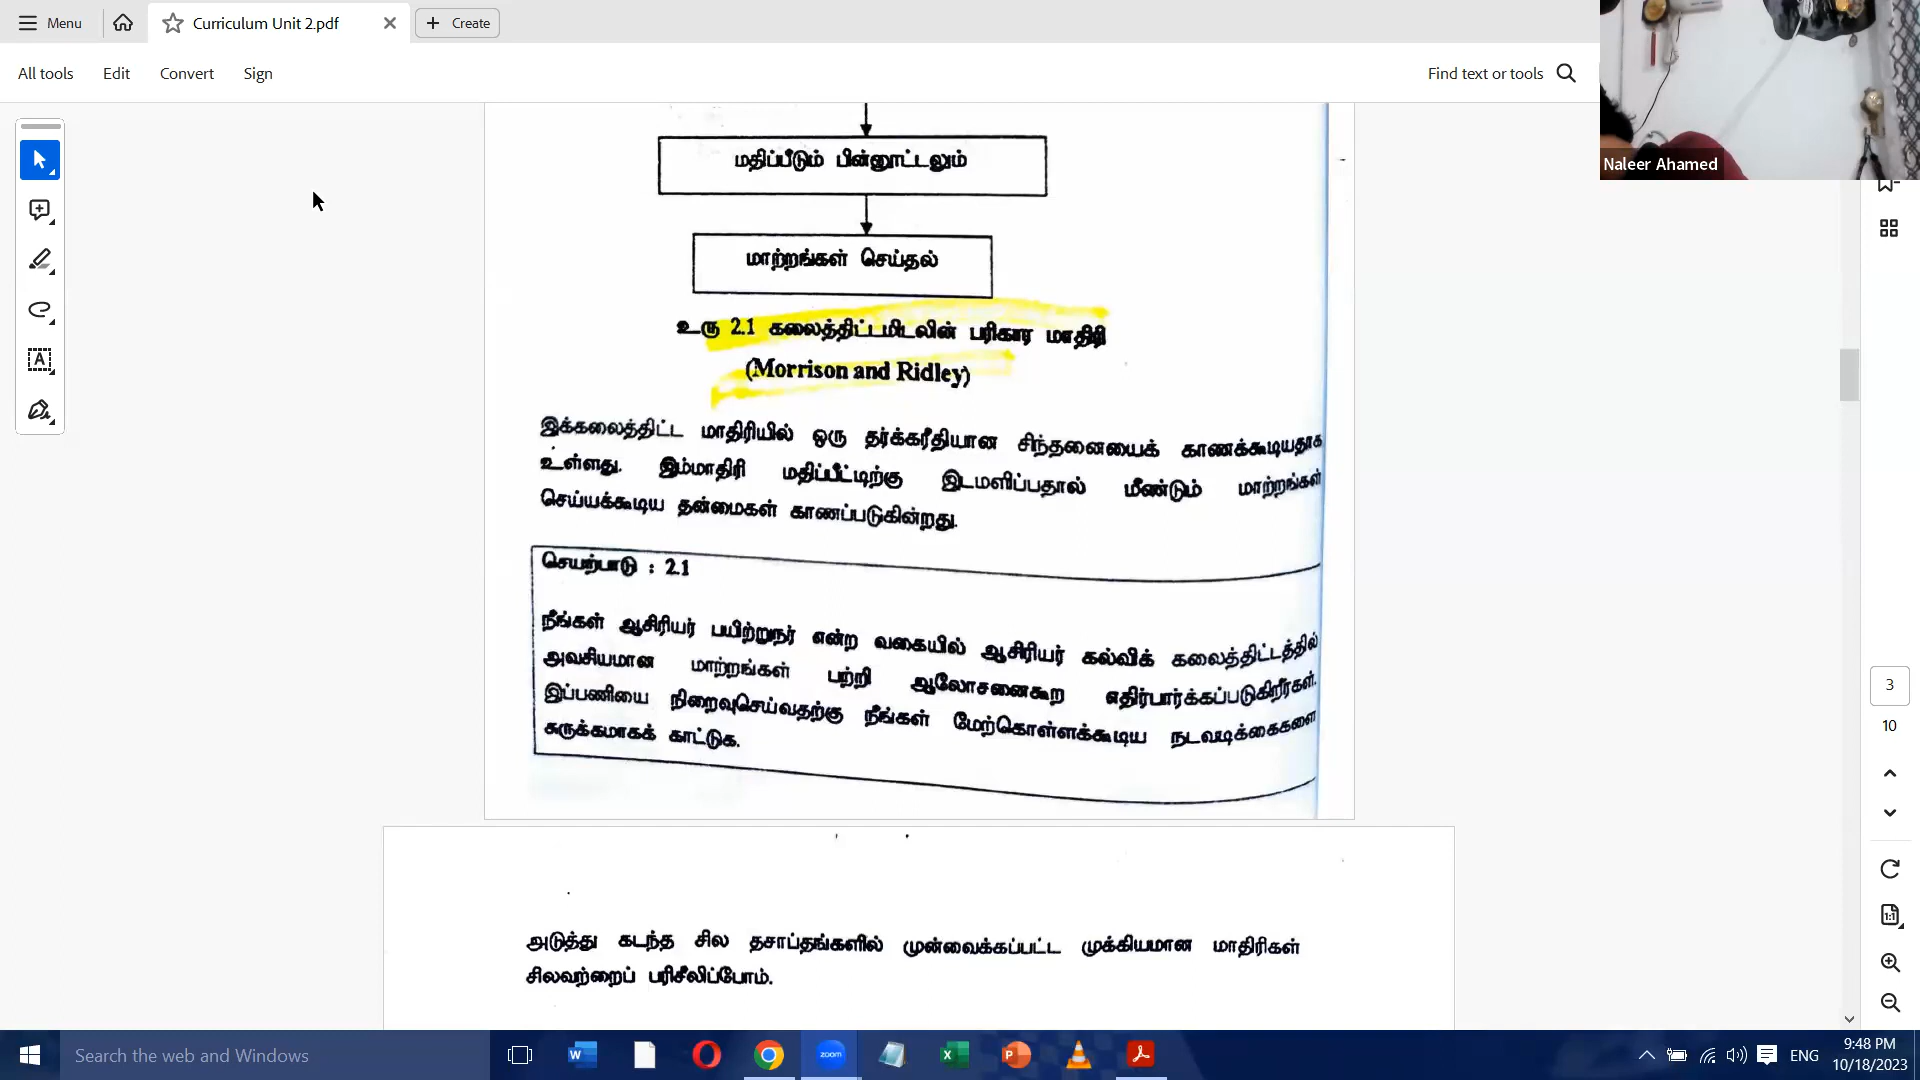 Menu
Curriculum Unit 2.pdf
Create
All tools
Edit
Convert
Sign
Find text or tools
Naleer Ahamed
மதிப்பீடும் பின்னூட்டலும்
மாற்றங்கள் செய்தல்
உரு 2.1 கலைத்திட்டமிடலின் பரிகார மாதிரி
(Morrison and Ridley)
இக்கலைத்திட்ட மாதிரியில் ஒரு தர்க்கரீதியான சிந்தனையைக் காணக்கூடியதாக
உள்ளது. இம்மாதிரி மதிப்பீட்டிற்கு இடமளிப்பதால் மீண்டும் மாற்றங்கள்
செய்யக்கூடிய தன்மைகள் காணப்படுகின்றது.
செயற்பாடு : 2.1
நீங்கள் ஆசிரியர் பயிற்றுநர் என்ற வகையில் ஆசிரியர் கல்விக் கலைத்திட்டத்தில்
அவசியமான மாற்றங்கள் பற்றி ஆலோசனைகூற எதிர்பார்க்கப்படுகிறீர்கள்.
இப்பணியை நிறைவுசெய்வதற்கு நீங்கள் மேற்கொள்ளக்கூடிய நடவடிக்கைகளை
சுருக்கமாகக் காட்டுக.
அடுத்து கடந்த சில தசாப்தங்களில் முன்வைக்கப்பட்ட முக்கியமான மாதிரிகள்
சிலவற்றைப் பரிசீலிப்போம்.
3
10
Search the web and Windows
zoom
ENG
9:48 PM
10/18/2023